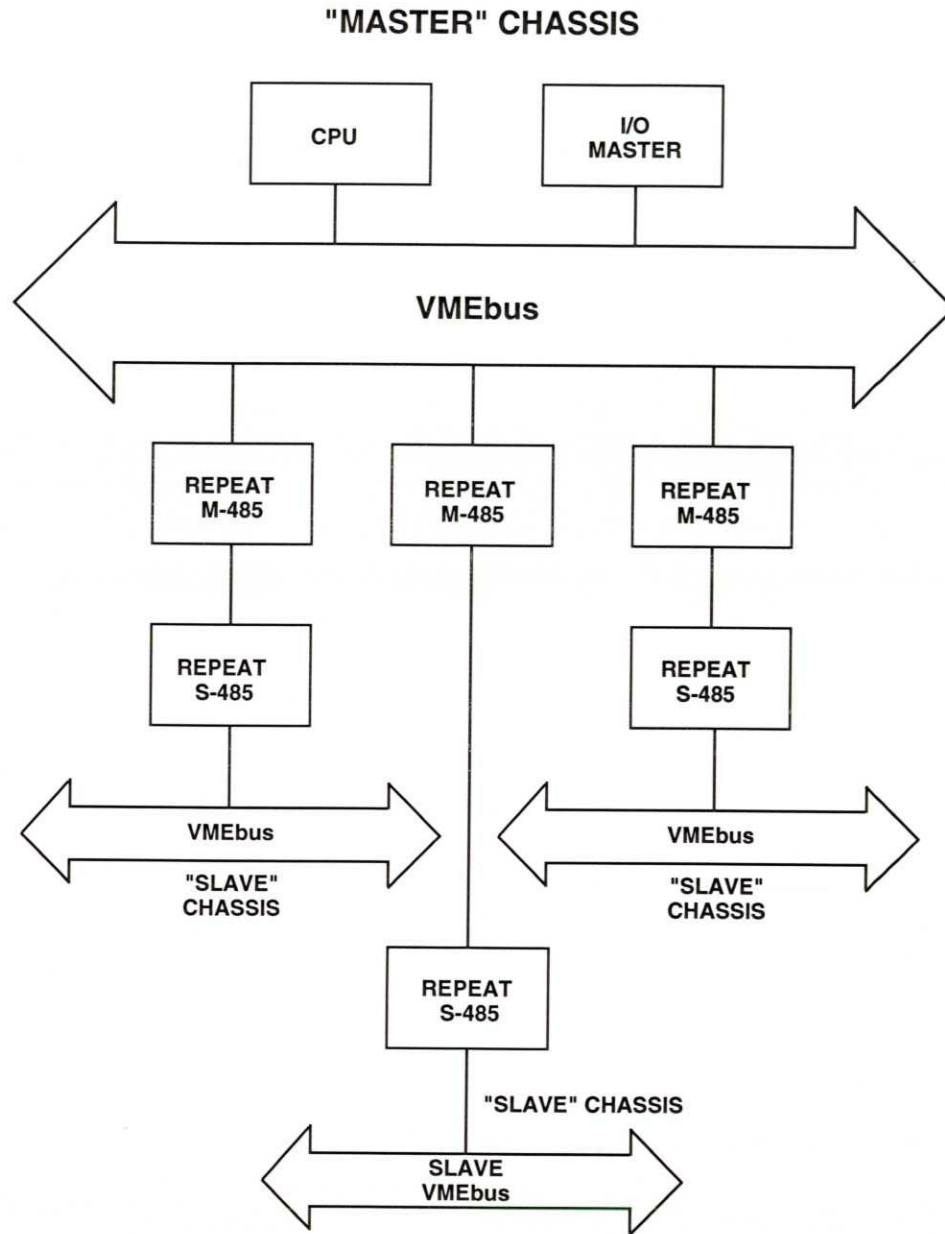 "MASTER" CHASSIS
CPU
I/O
MASTER
VMEbus
REPEAT
M-485
REPEAT
M-485
REPEAT
M-485
REPEAT
S-485
REPEAT
S-485
VMEbus
VMEbus
"SLAVE"
CHASSIS
"SLAVE"
CHASSIS
REPEAT
S-485
"SLAVE" CHASSIS
SLAVE
VMEbus